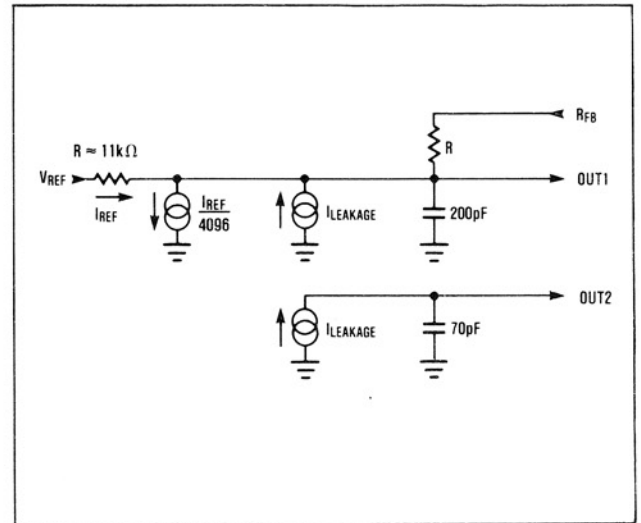 RFB
R ≈ 11kΩ
R
VREF
OUT1
IREF
IREF
4096
ILEAKAGE
200pF
OUT2
ILEAKAGE
70pF